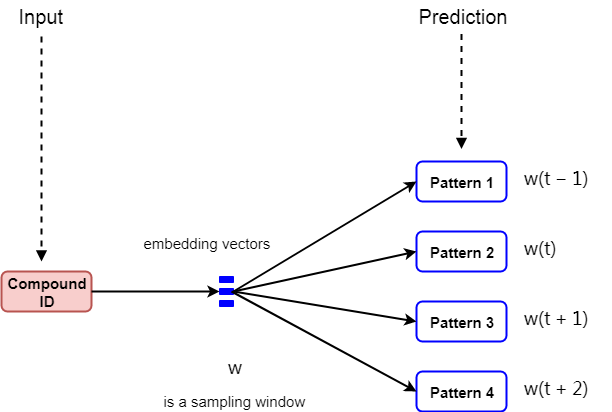 Input
Prediction
Pattern 1
w(t − 1)
embedding vectors
Pattern 2
w(t)
Compound
ID
Pattern 3
w(t + 1)
w
is a sampling window
Pattern 4
w(t + 2)